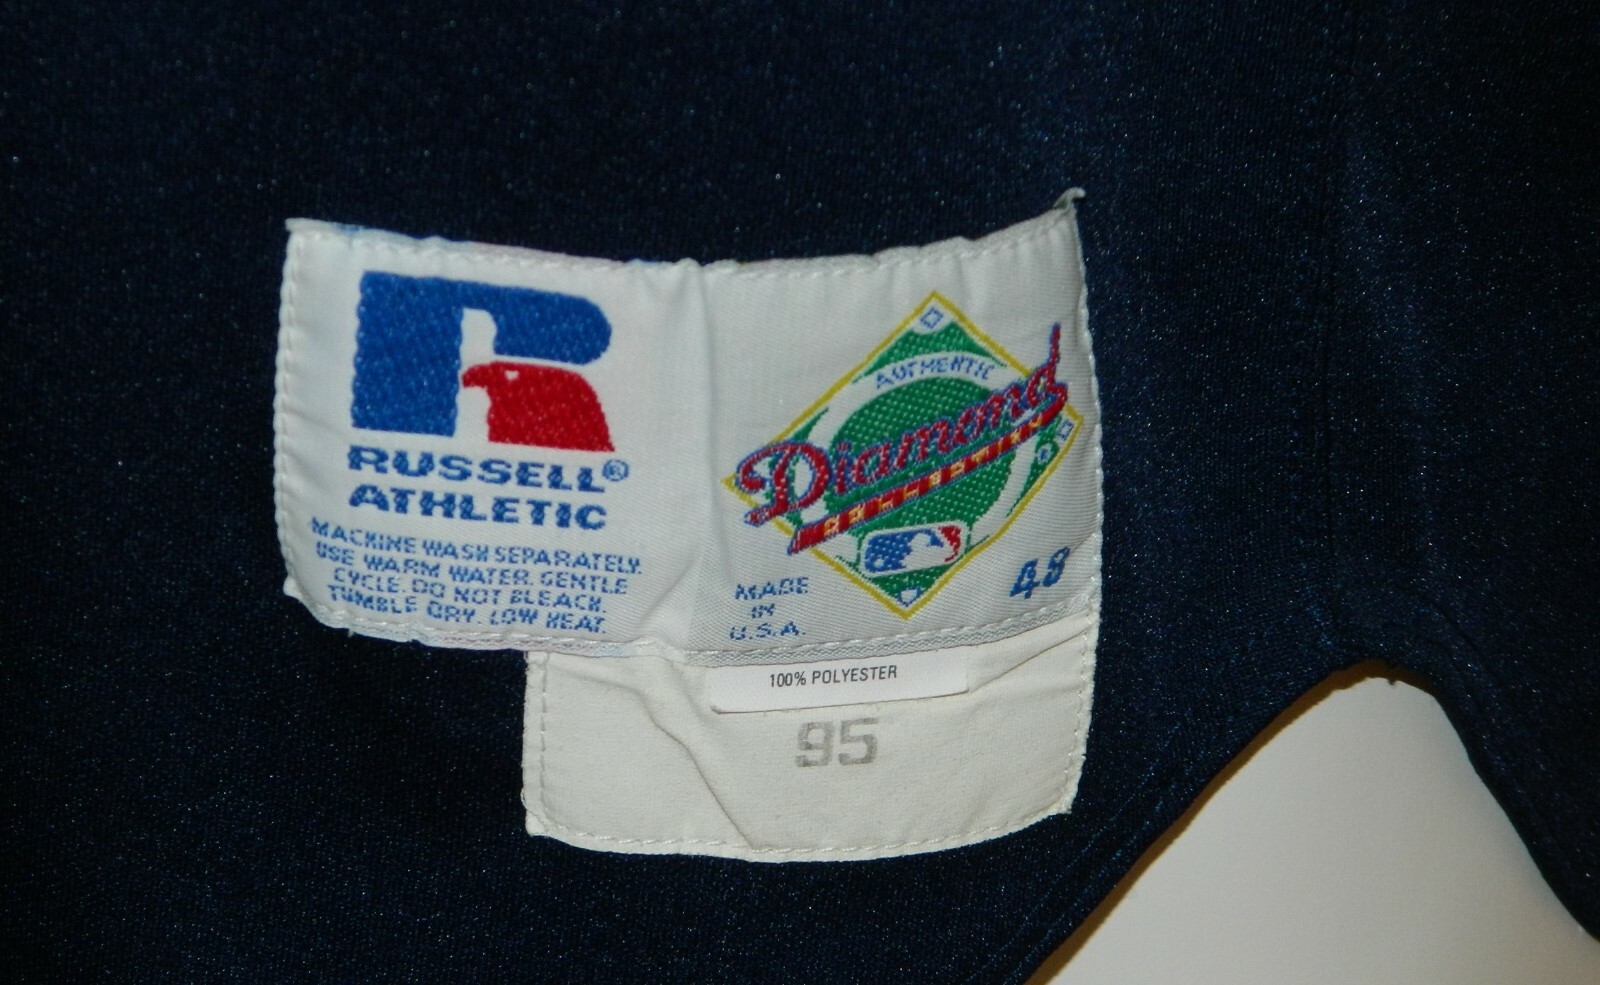 RUSSELL®
ATHLETIC
MACHINE WASH SEPARATELY.
USE WARM WATER. GENTLE
CYCLE. DO NOT BLEACH.
TUMBLE DRY. LOW HEAT.
AUTHENTIC
Diamond
COLLECTION
MADE
IN
U.S.A.
48
100% POLYESTER
95